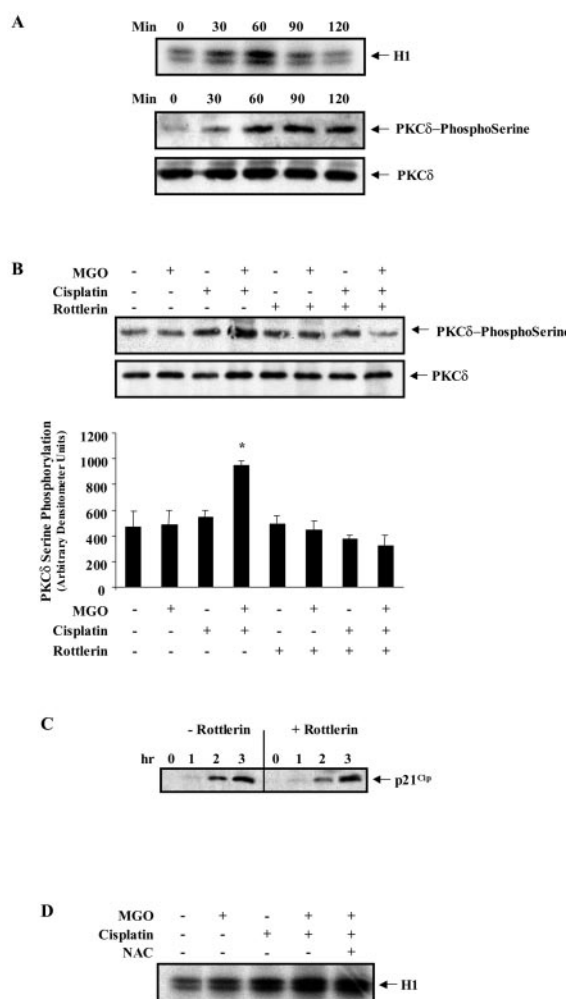 A
Min 0 30 60 90 120
H1
Min 0 30 60 90 120
PKCδ–PhosphoSerine
PKCδ
B
MGO - + - + - + - +
Cisplatin - - + + - - + +
Rottlerin - - - - + + + +
PKCδ–PhosphoSerine
PKCδ
PKCδ Serine Phosphorylation
(Arbitrary Densitometer Units)
1200
1000
800
600
400
200
0
*
MGO - + - + - + - +
Cisplatin - - + + - - + +
Rottlerin - - - - + + + +
C
- Rottlerin + Rottlerin
hr 0 1 2 3 0 1 2 3
p21Cip
D
MGO - + - + +
Cisplatin - - + + +
NAC - - - - +
H1